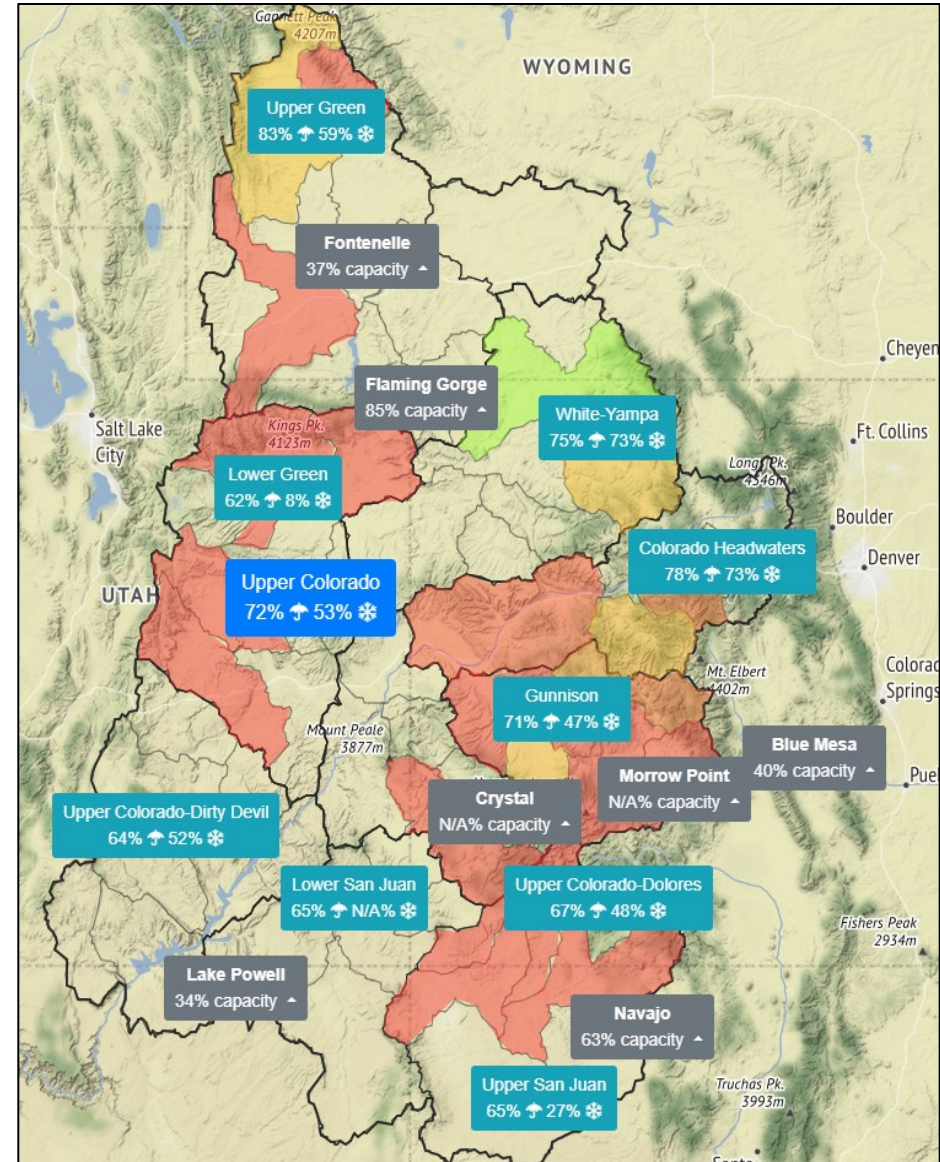 Gannett Peak
4207m
WYOMING
Upper Green
83% 59%
Fontenelle
37% capacity
Cheyen
Flaming Gorge
85% capacity
White-Yampa
75% 73%
Salt Lake
City
Kings Pk.
4123m
Ft. Collins
Longs Pk.
4346m
Lower Green
62% 8%
Boulder
Colorado Headwaters
78% 73%
Denver
UTAH
Upper Colorado
72% 53%
Mt. Elbert
4402m
Colorad
Springs
Gunnison
71% 47%
Mount Peale
3877m
Blue Mesa
40% capacity
Morrow Point
N/A% capacity
Puel
Crystal
N/A% capacity
Upper Colorado-Dirty Devil
64% 52%
Lower San Juan
65% N/A%
Upper Colorado-Dolores
67% 48%
Fishers Peak
2934m
Lake Powell
34% capacity
Navajo
63% capacity
Upper San Juan
65% 27%
Truchas Pk.
3993m